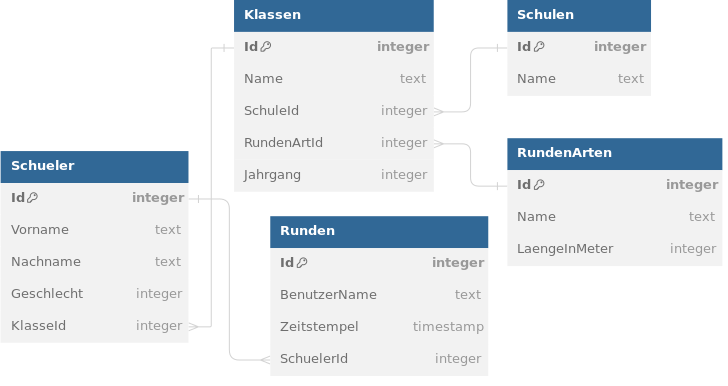 Klassen
Id integer
Name text
SchuleId integer
RundenArtId integer
Jahrgang integer
Schulen
Id integer
Name text
Schueler
Id integer
Vorname text
Nachname text
Geschlecht integer
KlasseId integer
RundenArten
Id integer
Name text
LaengeInMeter integer
Runden
Id integer
BenutzerName text
Zeitstempel timestamp
SchuelerId integer